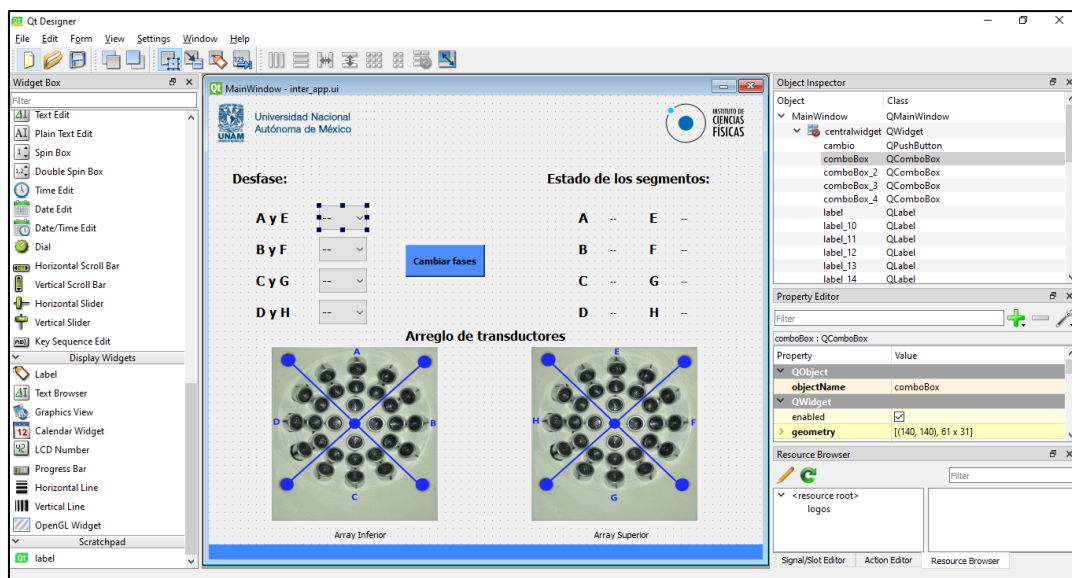 Qt Designer
File Edit Form View Settings Window Help
Widget Box
Filter
Text Edit
Plain Text Edit
Spin Box
Double Spin Box
Time Edit
Date Edit
Date/Time Edit
Dial
Horizontal Scroll Bar
Vertical Scroll Bar
Horizontal Slider
Vertical Slider
Key Sequence Edit
Display Widgets
Label
Text Browser
Graphics View
Calendar Widget
LCD Number
Progress Bar
Horizontal Line
Vertical Line
OpenGL Widget
Scratchpad
label
MainWindow - inter_app.ui
UNAM
Universidad Nacional
Autónoma de México
INSTITUTO DE
CIENCIAS
FÍSICAS
Desfase:
Estado de los segmentos:
A y E -- A -- E --
B y F -- B -- F --
Cambiar fases
C y G -- C -- G --
D y H -- D -- H --
Arreglo de transductores
A
D B
C
E
H F
G
Array Inferior
Array Superior
Object Inspector
Object Class
MainWindow QMainWindow
centralwidget QWidget
cambio QPushButton
comboBox QComboBox
comboBox_2 QComboBox
comboBox_3 QComboBox
comboBox_4 QComboBox
label QLabel
label_10 QLabel
label_11 QLabel
label_12 QLabel
label_13 QLabel
label_14 QLabel
Property Editor
Filter
comboBox : QComboBox
Property Value
QObject
objectName comboBox
QWidget
enabled
geometry [(140, 140), 61 x 31]
Resource Browser
Filter
<resource root>
logos
Signal/Slot Editor Action Editor Resource Browser